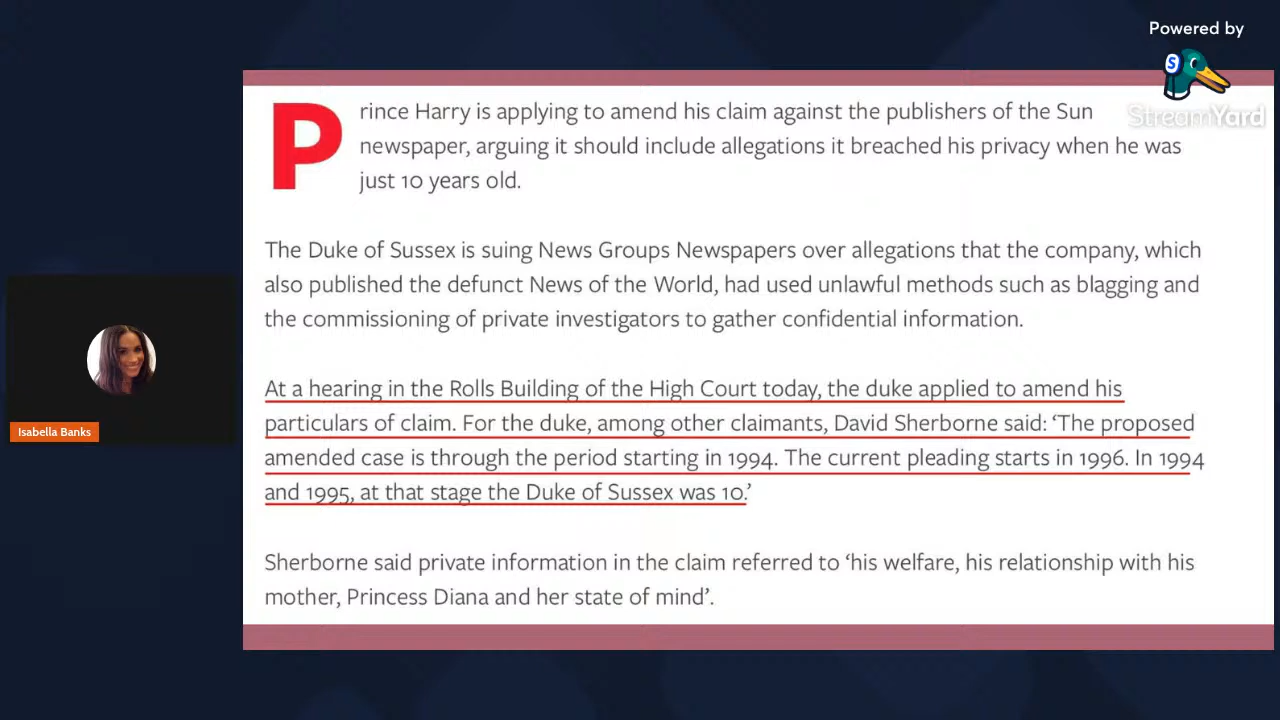 Powered by
S
StreamYard
Prince Harry is applying to amend his claim against the publishers of the Sun
newspaper, arguing it should include allegations it breached his privacy when he was
just 10 years old.
The Duke of Sussex is suing News Groups Newspapers over allegations that the company, which
also published the defunct News of the World, had used unlawful methods such as blagging and
the commissioning of private investigators to gather confidential information.
At a hearing in the Rolls Building of the High Court today, the duke applied to amend his
particulars of claim. For the duke, among other claimants, David Sherborne said: ‘The proposed
amended case is through the period starting in 1994. The current pleading starts in 1996. In 1994
and 1995, at that stage the Duke of Sussex was 10.’
Sherborne said private information in the claim referred to ‘his welfare, his relationship with his
mother, Princess Diana and her state of mind’.
Isabella Banks